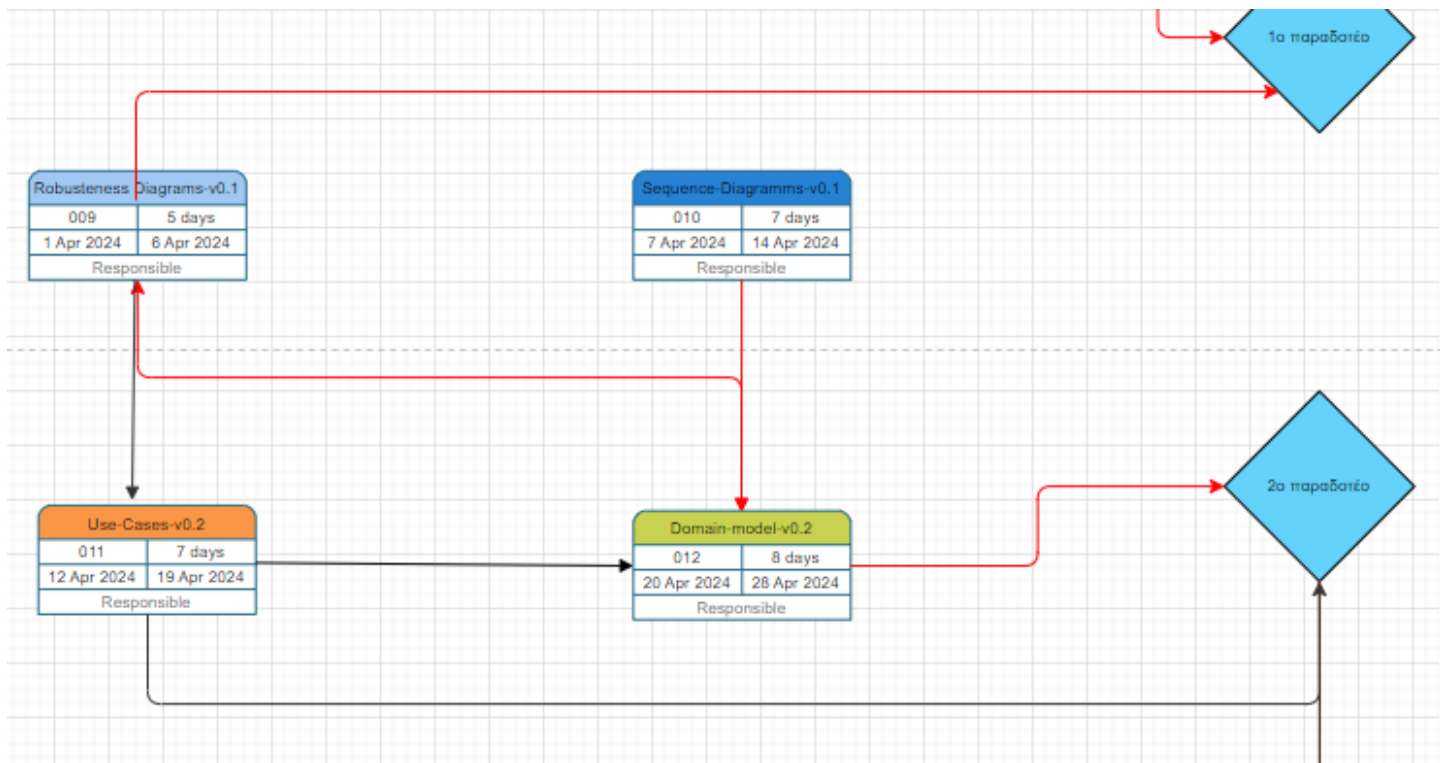 1ο παραδοτέο
Robusteness Diagrams-v0.1
009 5 days
1 Apr 2024 6 Apr 2024
Responsible
Sequence-Diagramms-v0.1
010 7 days
7 Apr 2024 14 Apr 2024
Responsible
2ο παραδοτέο
Use-Cases-v0.2
011 7 days
12 Apr 2024 19 Apr 2024
Responsible
Domain-model-v0.2
012 8 days
20 Apr 2024 28 Apr 2024
Responsible